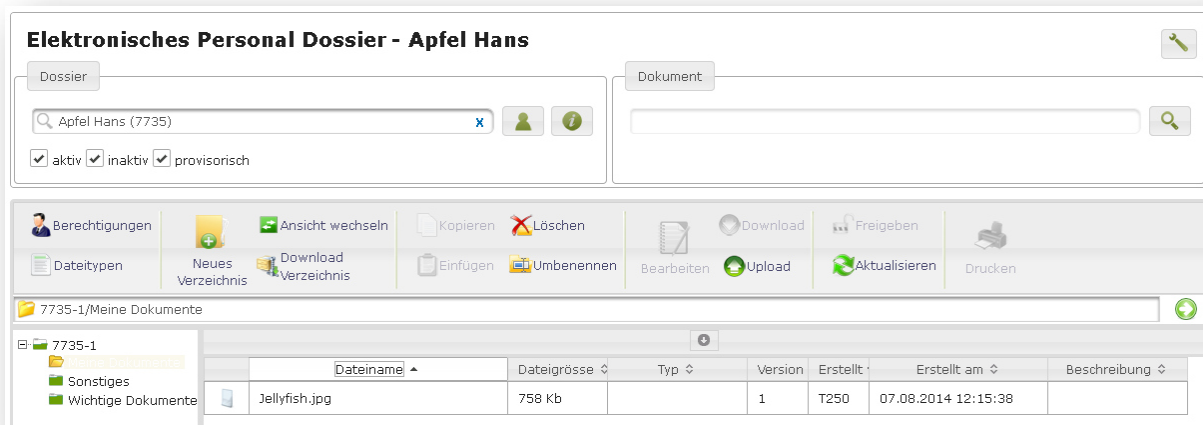 Elektronisches Personal Dossier - Apfel Hans
Dossier
Dokument
Apfel Hans (7735)
x
aktiv inaktiv provisorisch
Berechtigungen
Dateitypen
Neues
Verzeichnis
Ansicht wechseln
Download
Verzeichnis
Kopieren
Einfügen
Löschen
Umbenennen
Bearbeiten
Download
Upload
Freigeben
Aktualisieren
Drucken
7735-1/Meine Dokumente
7735-1
Meine Dokumente
Sonstiges
Wichtige Dokumente
Dateiname Dateigrösse Typ Version Erstellt Erstellt am Beschreibung
Jellyfish.jpg 758 Kb 1 T250 07.08.2014 12:15:38